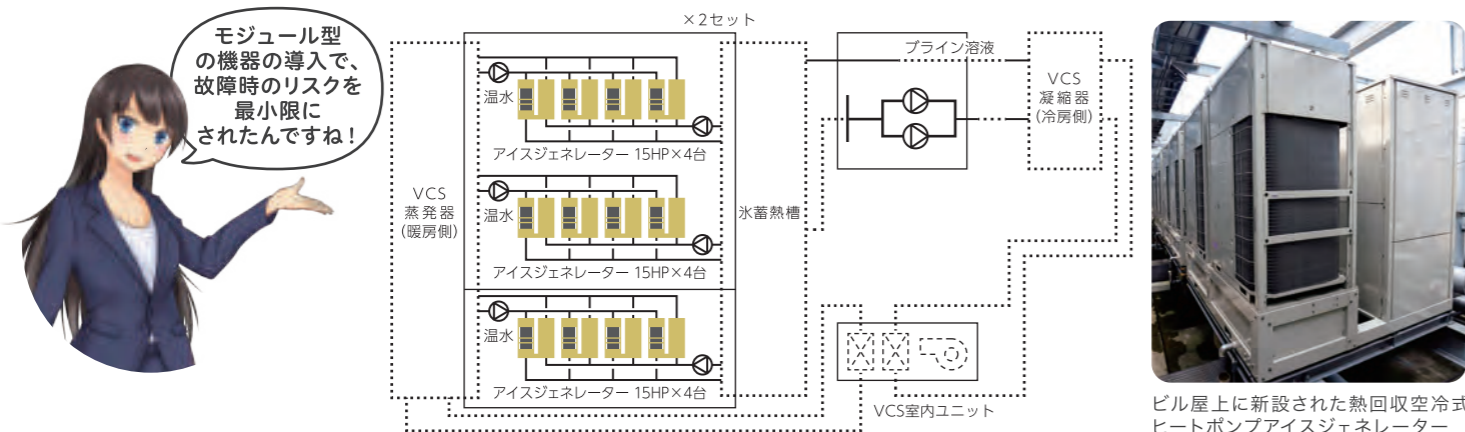 モジュール型
の機器の導入で、
故障時のリスクを
最小限に
されたんですね！
×2セット
VCS
蒸発器
(暖房側)
温水
アイスジェネレーター 15HP×4台
温水
アイスジェネレーター 15HP×4台
温水
アイスジェネレーター 15HP×4台
氷蓄熱槽
ブライン溶液
VCS
凝縮器
(冷房側)
VCS室内ユニット
ビル屋上に新設された熱回収空冷式
ヒートポンプアイスジェネレーター